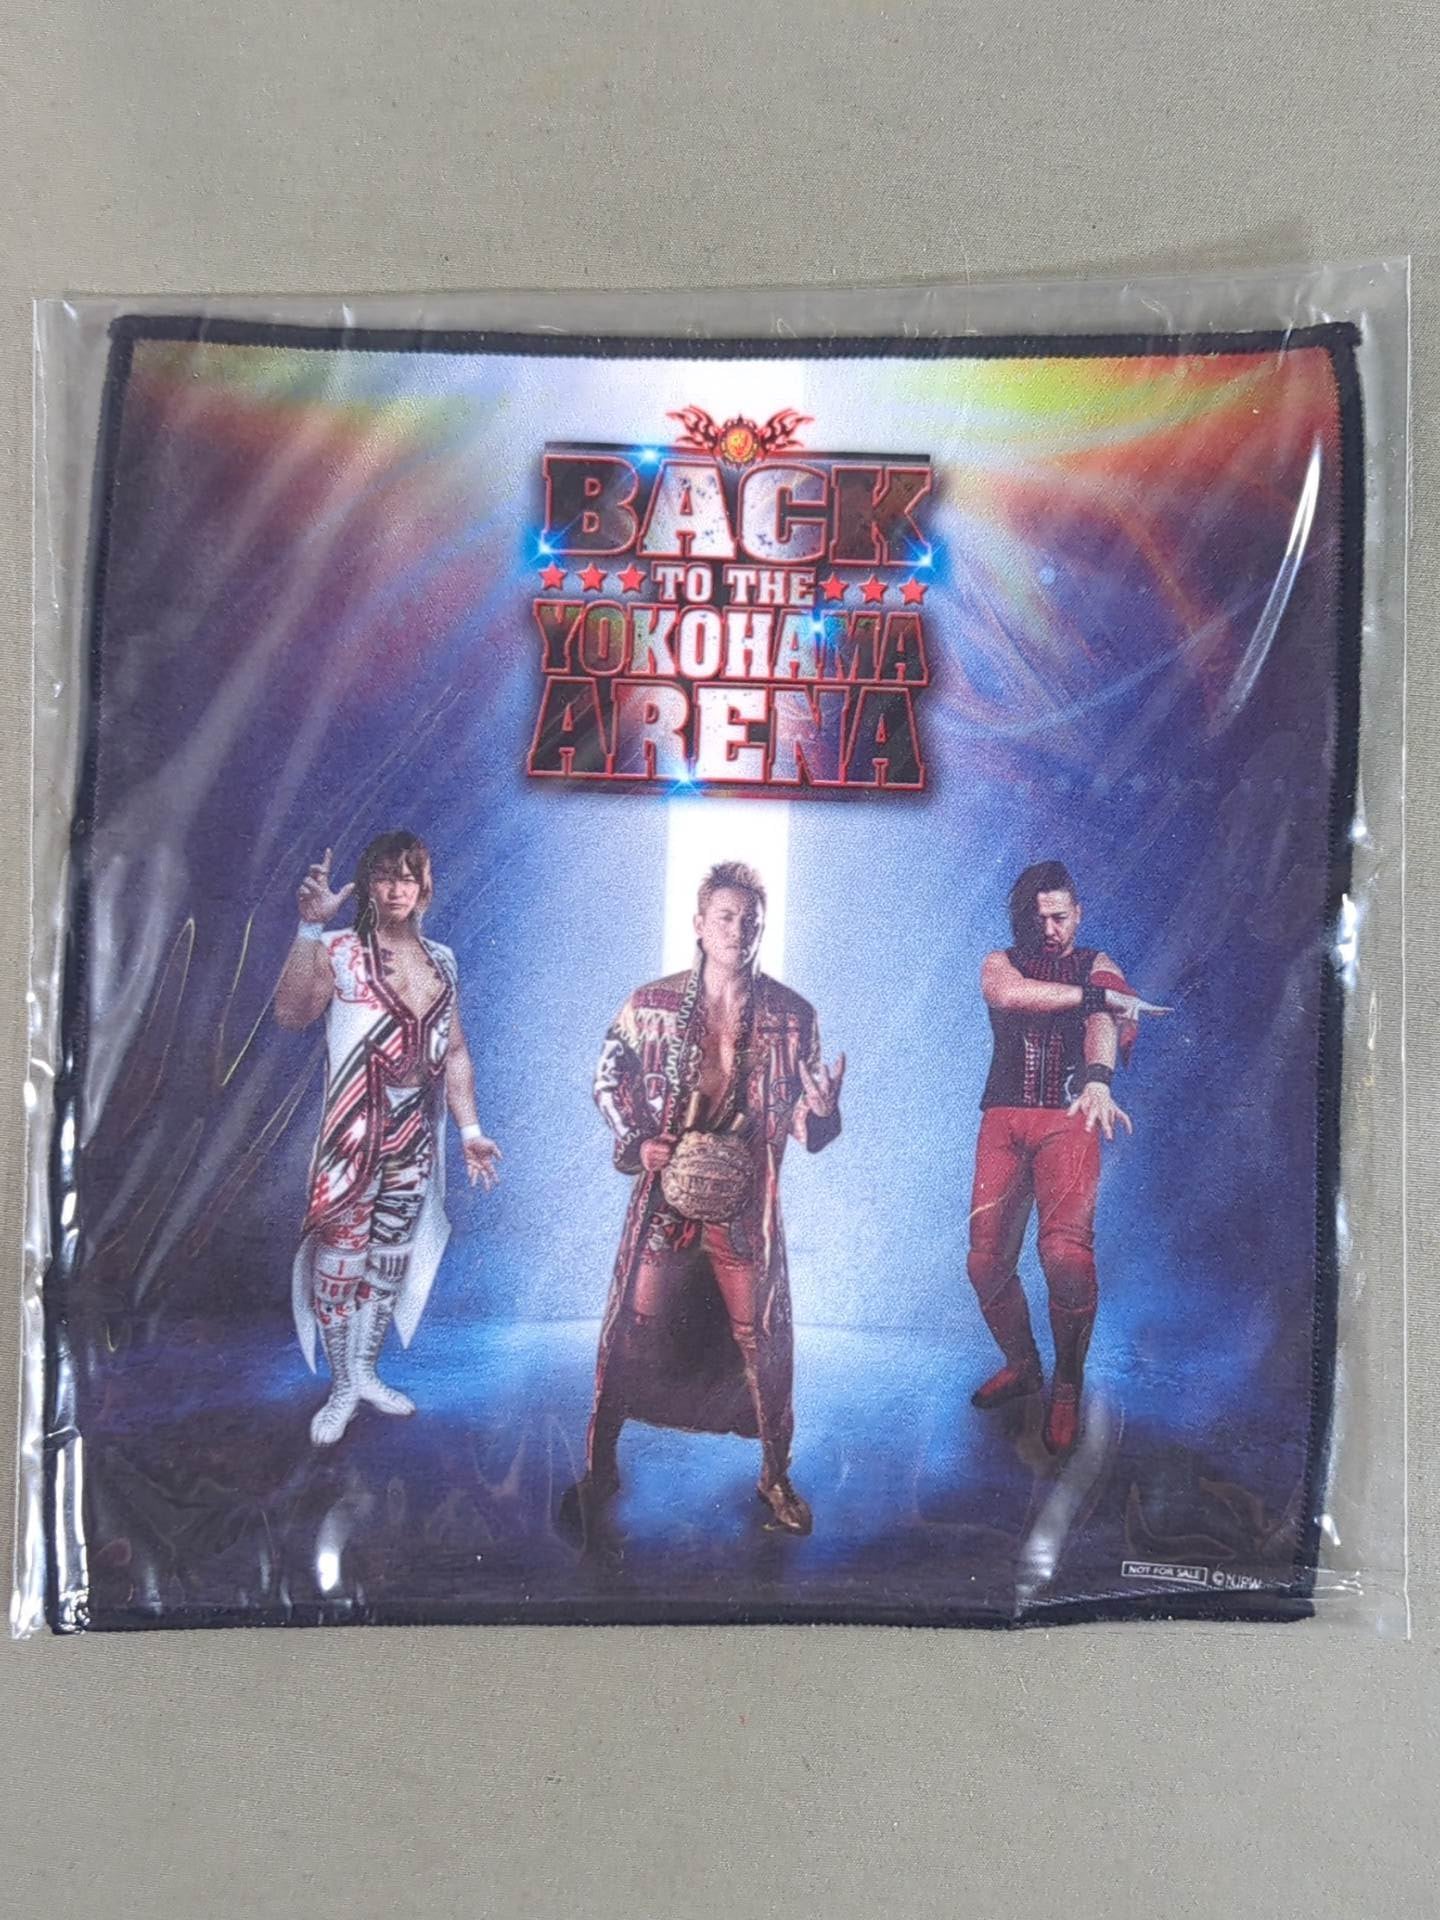 BACK
TO THE
YOKOHAMA
ARENA
NOT FOR SALE ©NJPW